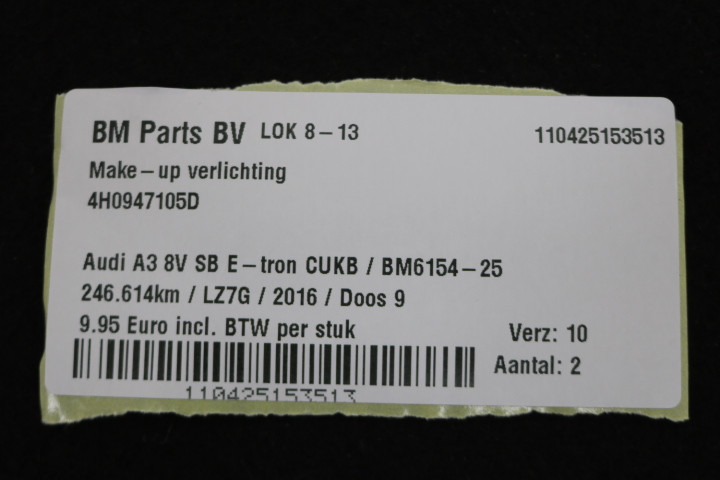 BM Parts BV LOK 8-13 110425153513
Make-up verlichting
4H0947105D
Audi A3 8V SB E-tron CUKB / BM6154-25
246.614km / LZ7G / 2016 / Doos 9
9.95 Euro incl. BTW per stuk Verz: 10
Aantal: 2
110425153513